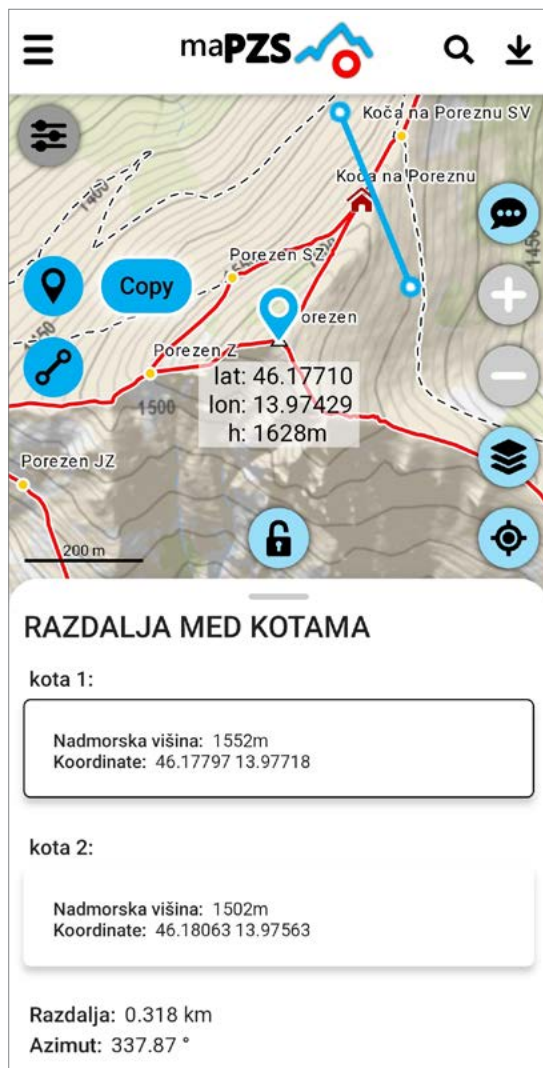 maPZS
Koča na Poreznu SV
Koča na Poreznu
1400
1450
Porezen SZ
Copy
orezen
Porezen Z
lat: 46.17710
lon: 13.97429
h: 1628m
1500
Porezen JZ
200 m
RAZDALJA MED KOTAMA
kota 1:
Nadmorska višina: 1552m
Koordinate: 46.17797 13.97718
kota 2:
Nadmorska višina: 1502m
Koordinate: 46.18063 13.97563
Razdalja: 0.318 km
Azimut: 337.87 °